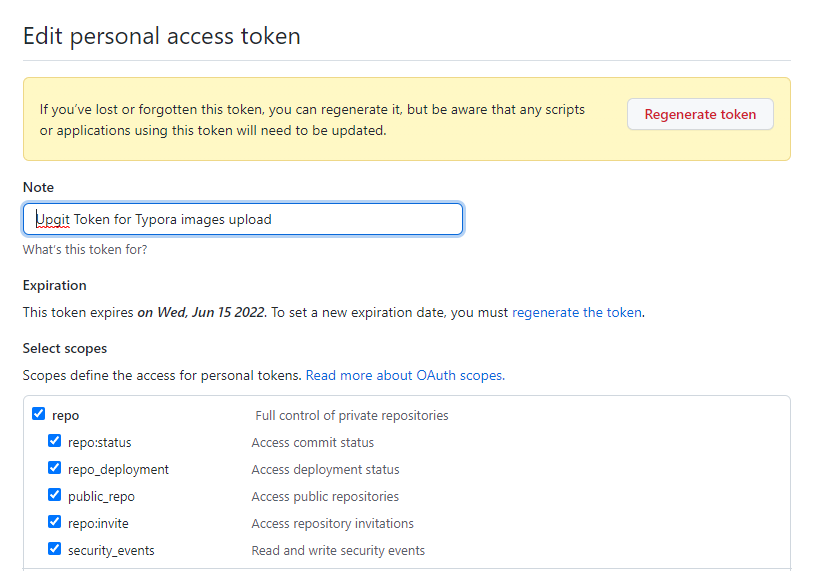 Edit personal access token
If you've lost or forgotten this token, you can regenerate it, but be aware that any scripts
or applications using this token will need to be updated.
Regenerate token
Note
Upgit Token for Typora images upload
What's this token for?
Expiration
This token expires on Wed, Jun 15 2022. To set a new expiration date, you must regenerate the token.
Select scopes
Scopes define the access for personal tokens. Read more about OAuth scopes.
repo Full control of private repositories
repo:status Access commit status
repo_deployment Access deployment status
public_repo Access public repositories
repo:invite Access repository invitations
security_events Read and write security events